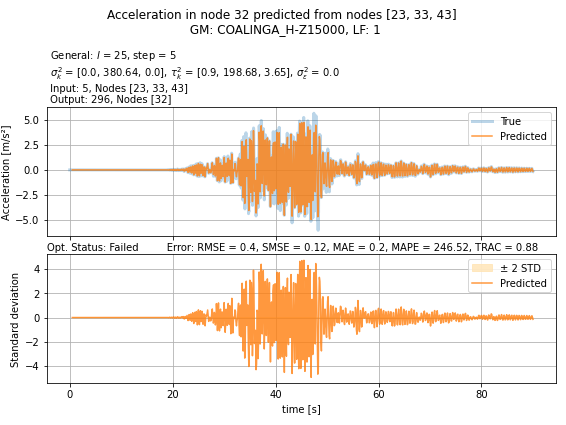 Acceleration in node 32 predicted from nodes [23, 33, 43]
GM: COALINGA_H-Z15000, LF: 1
General: l = 25, step = 5
σ²ₖ = [0.0, 380.64, 0.0], τ²ₖ = [0.9, 198.68, 3.65], σ²ᵋ = 0.0
Input: 5, Nodes [23, 33, 43]
Output: 296, Nodes [32]
Acceleration [m/s²]
5.0
2.5
0.0
−2.5
−5.0
True
Predicted
Opt. Status: Failed
Error: RMSE = 0.4, SMSE = 0.12, MAE = 0.2, MAPE = 246.52, TRAC = 0.88
Standard deviation
4
2
0
−2
−4
± 2 STD
Predicted
0 20 40 60 80
time [s]